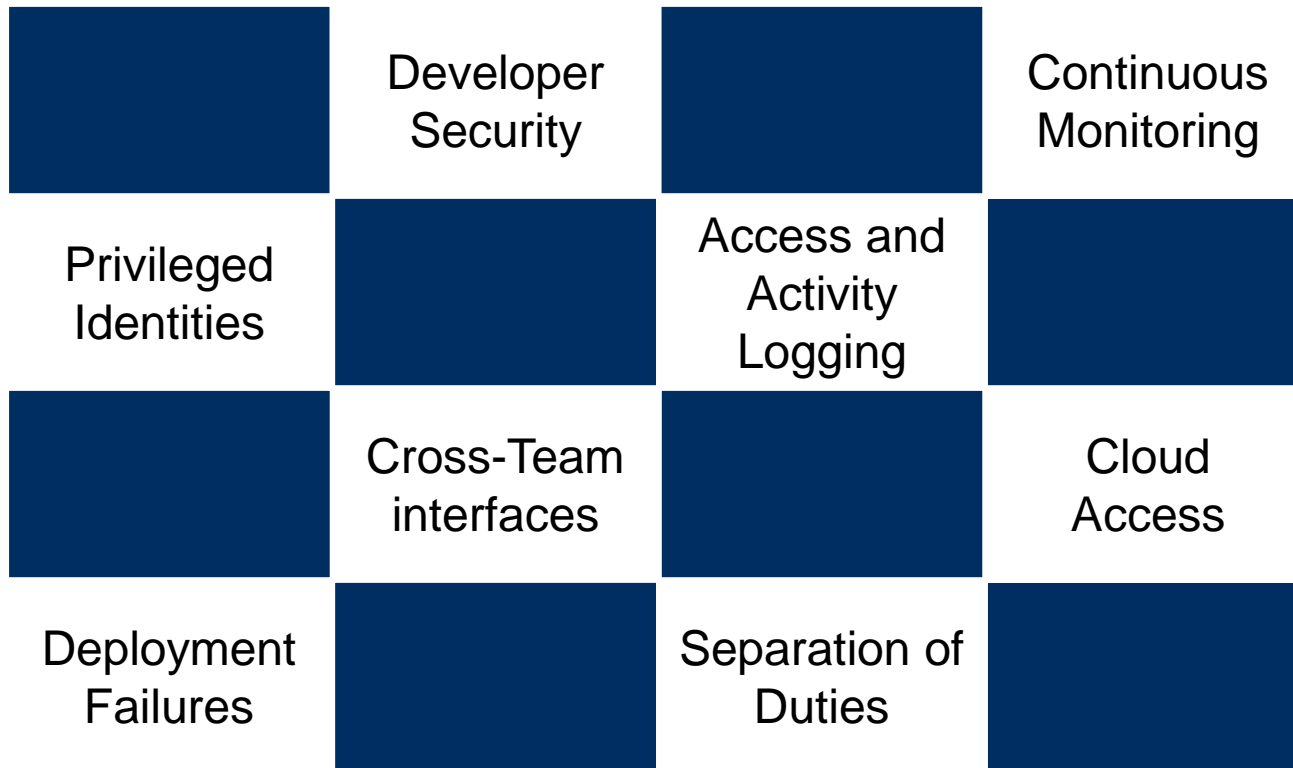 Developer
Security
Continuous
Monitoring
Privileged
Identities
Access and
Activity
Logging
Cross-Team
interfaces
Cloud
Access
Deployment
Failures
Separation of
Duties